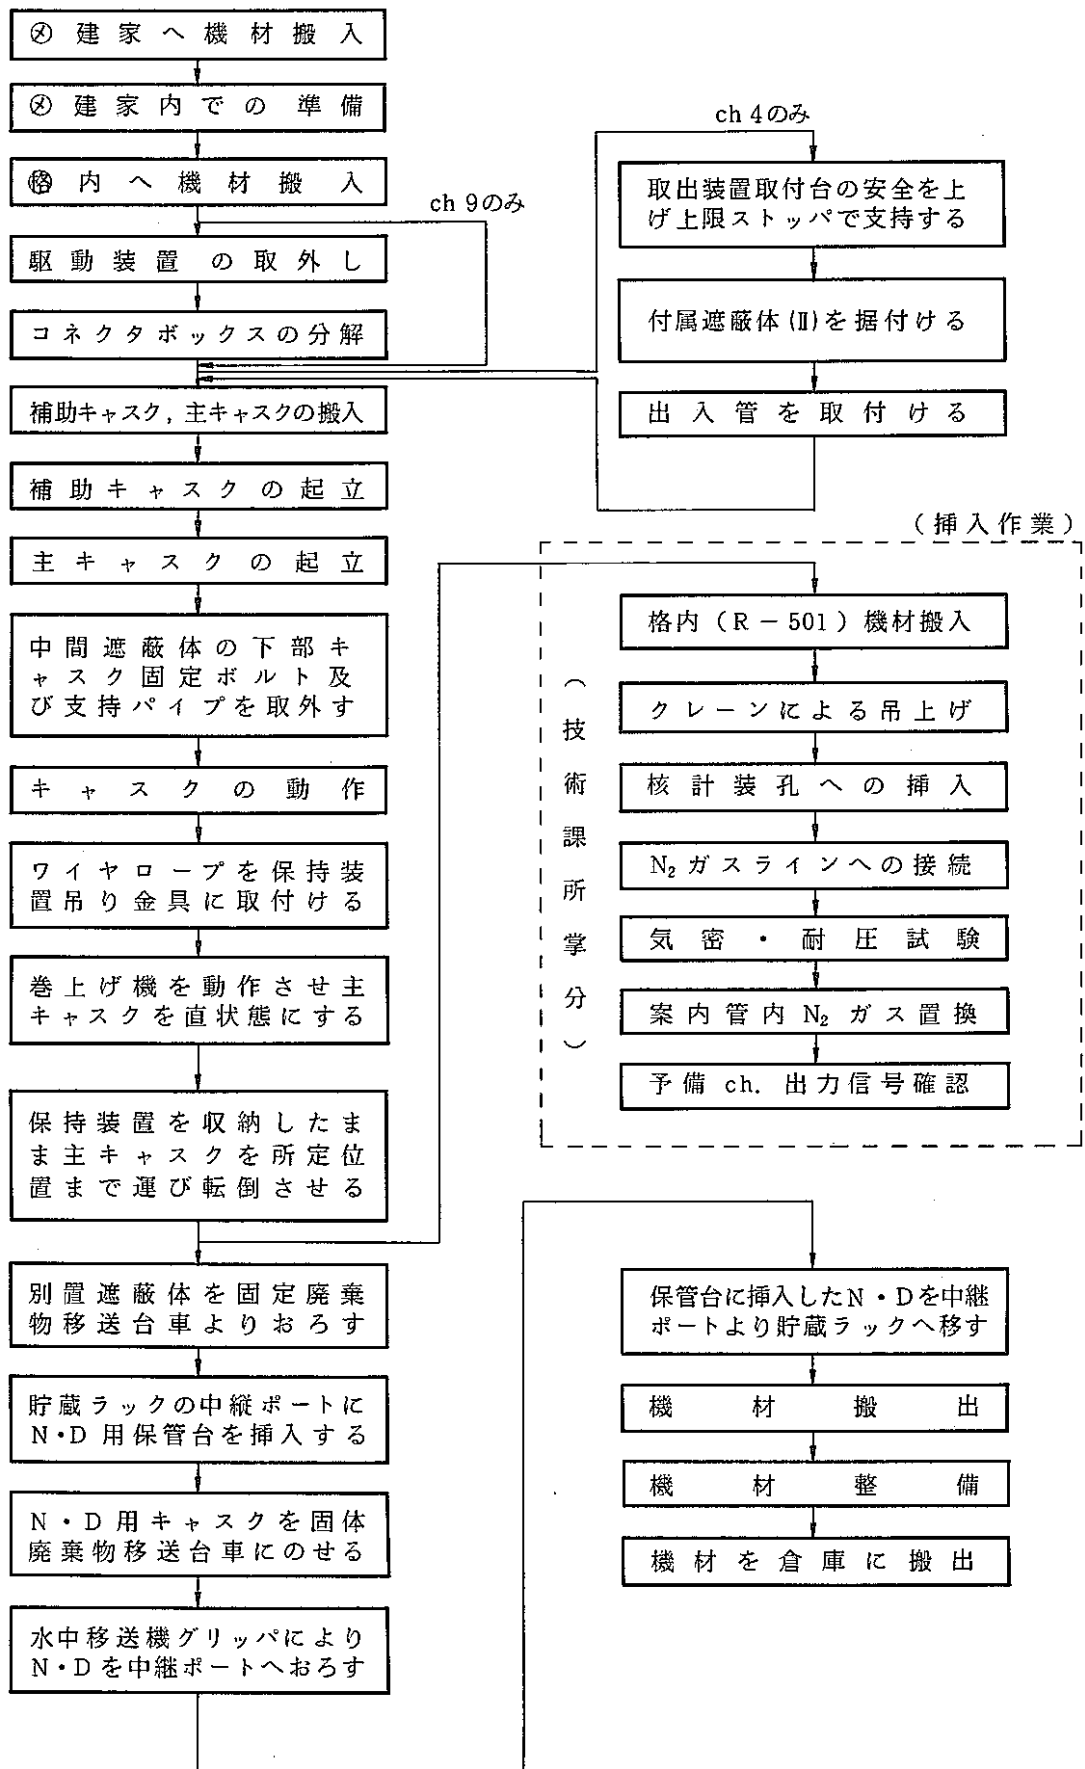 ㋱建家へ機材搬入
㋱建家内での準備
格内へ機材搬入
ch 9のみ
駆動装置の取外し
コネクタボックスの分解
ch 4のみ
取出装置取付台の安全を上
げ上限ストッパで支持する
付属遮蔽体(II)を据付ける
出入管を取付ける
補助キャスク,主キャスクの搬入
補助キャスクの起立
主キャスクの起立
中間遮蔽体の下部キ
ャスク固定ボルト及
び支持パイプを取外す
キャスクの動作
ワイヤロープを保持装
置吊り金具に取付ける
巻上げ機を動作させ主
キャスクを直状態にする
保持装置を収納したま
ま主キャスクを所定位
置まで運び転倒させる
(挿入作業)
(技術課所掌分)
格内(R-501)機材搬入
クレーンによる吊上げ
核計装孔への挿入
N₂ガスラインへの接続
気密・耐圧試験
案内管内N₂ガス置換
予備ch.出力信号確認
別置遮蔽体を固定廃棄
物移送台車よりおろす
貯蔵ラックの中縦ポートに
N・D用保管台を挿入する
N・D用キャスクを固体
廃棄物移送台車にのせる
水中移送機グリッパにより
N・Dを中継ポートへおろす
保管台に挿入したN・Dを中継
ポートより貯蔵ラックへ移す
機材搬出
機材整備
機材を倉庫に搬出